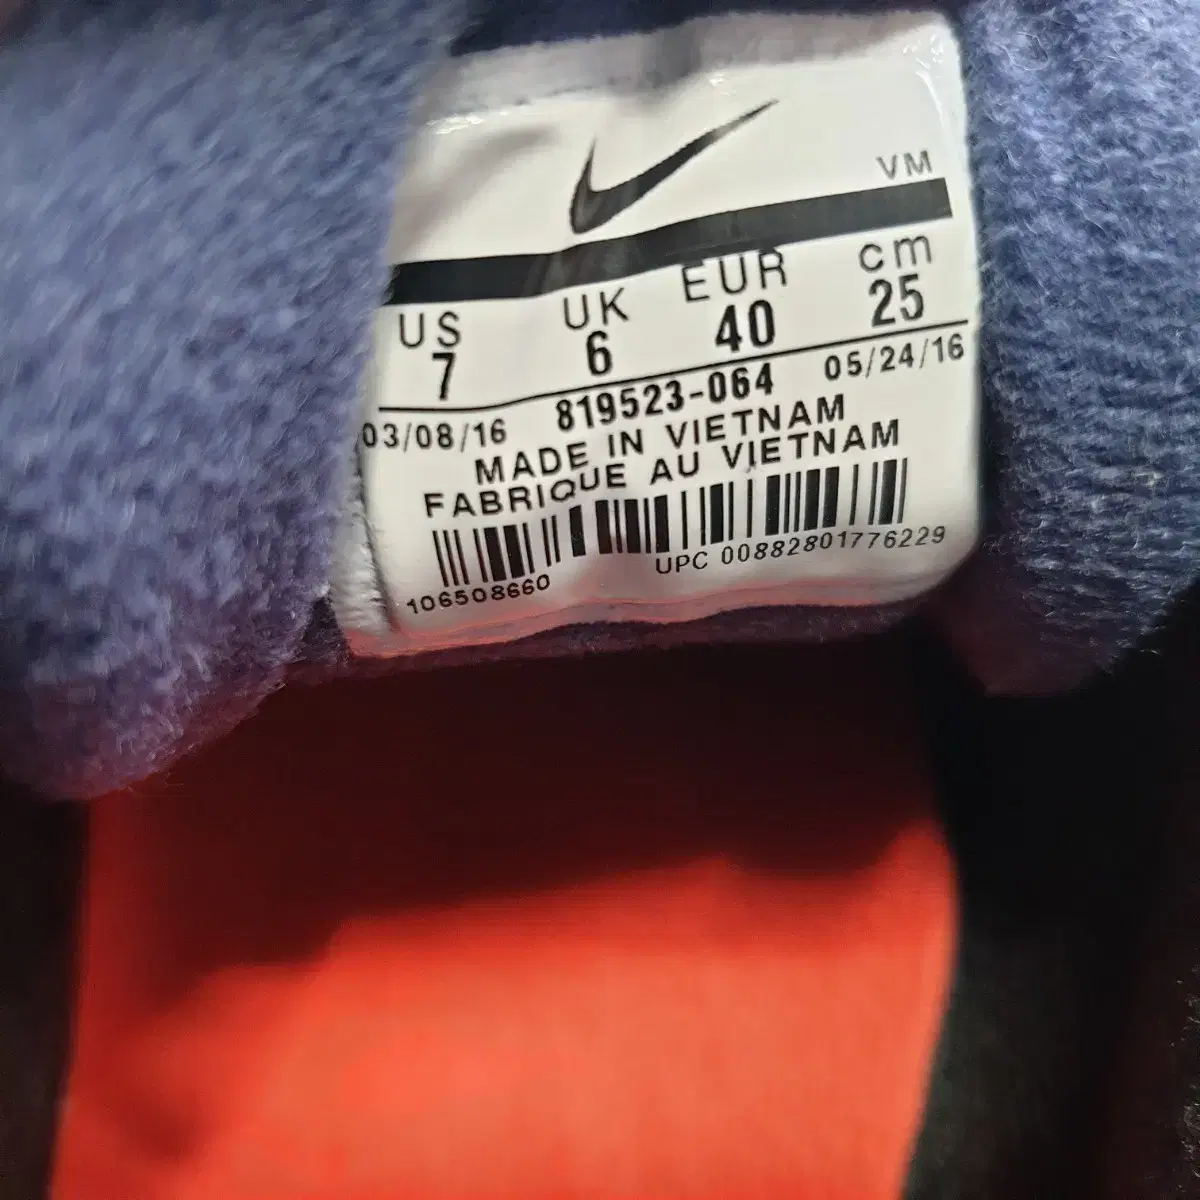 VM
US UK EUR cm
7 6 40 25
03/08/16 819523-064 05/24/16
MADE IN VIETNAM
FABRIQUE AU VIETNAM
106508660 UPC 00882801776229